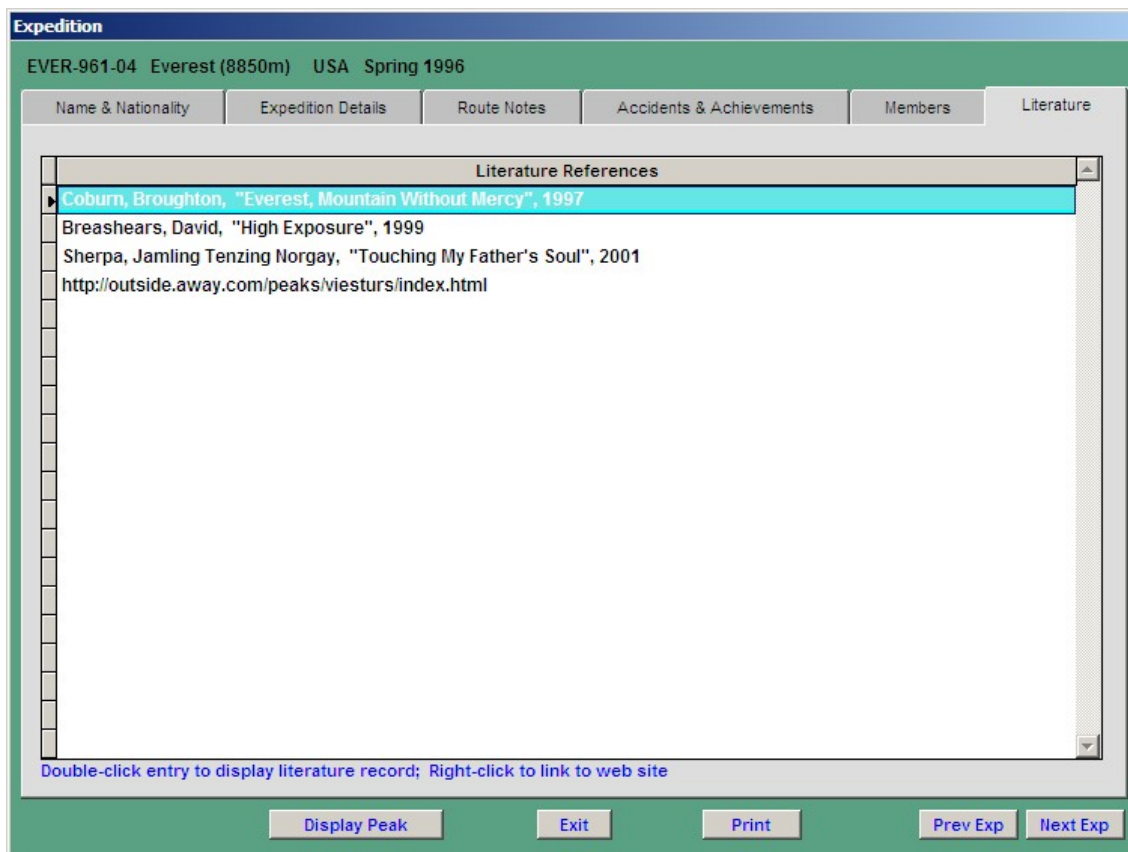 Expedition
EVER-961-04 Everest (8850m) USA Spring 1996
Name & Nationality Expedition Details Route Notes Accidents & Achievements Members Literature
Literature References
Coburn, Broughton, "Everest, Mountain Without Mercy", 1997
Breashears, David, "High Exposure", 1999
Sherpa, Jamling Tenzing Norgay, "Touching My Father's Soul", 2001
http://outside.away.com/peaks/viesturs/index.html
Double-click entry to display literature record; Right-click to link to web site
Display Peak Exit Print Prev Exp Next Exp